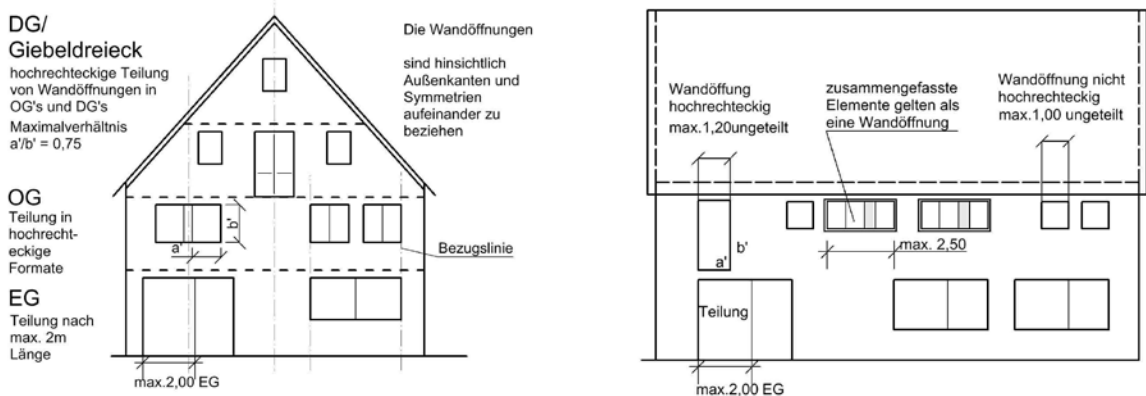 DG/
Giebeldreieck
hochrechteckige Teilung
von Wandöffnungen in
OG's und DG's
Maximalverhältnis
a'/b' = 0,75
OG
Teilung in
hochrecht-
eckige
Formate
EG
Teilung nach
max. 2m
Länge
Die Wandöffnungen
sind hinsichtlich
Außenkanten und
Symmetrien
aufeinander zu
beziehen
b'
a'
Bezugslinie
max.2,00 EG
Wandöffung
hochrechteckig
max.1,20ungeteilt
zusammengefasste
Elemente gelten als
eine Wandöffnung
Wandöffnung nicht
hochrechteckig
max.1,00 ungeteilt
b'
a'
max. 2,50
Teilung
max.2,00 EG